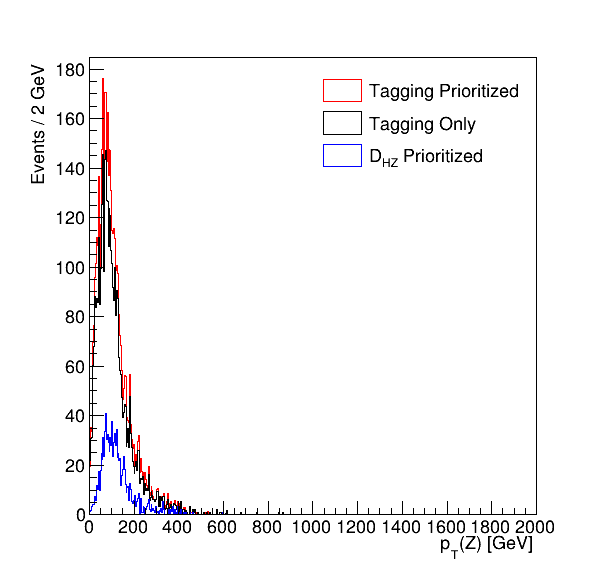 Events / 2 GeV
180
160
140
120
100
80
60
40
20
0
Tagging Prioritized
Tagging Only
D_HZ Prioritized
0 200 400 600 800 1000 1200 1400 1600 1800 2000
p_T(Z) [GeV]